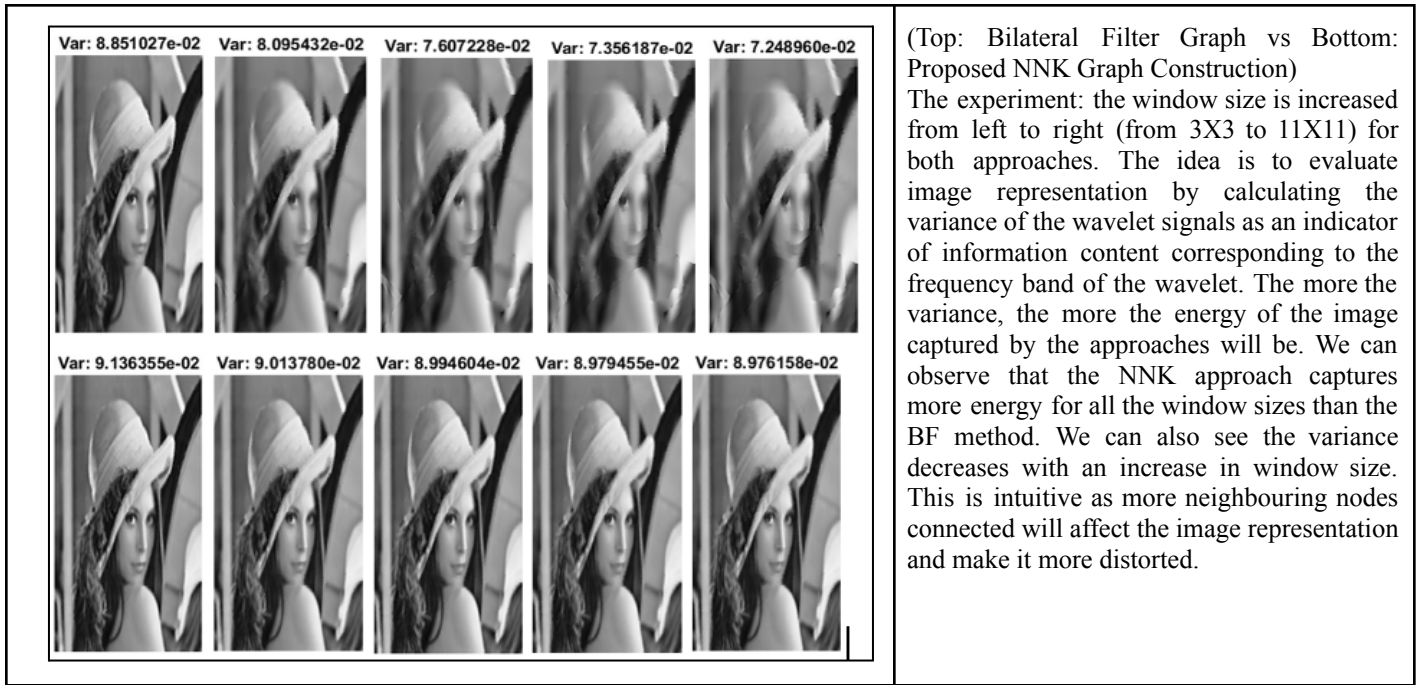 Var: 8.851027e-02 Var: 8.095432e-02 Var: 7.607228e-02 Var: 7.356187e-02 Var: 7.248960e-02
Var: 9.136355e-02 Var: 9.013780e-02 Var: 8.994604e-02 Var: 8.979455e-02 Var: 8.976158e-02
(Top: Bilateral Filter Graph vs Bottom:
Proposed NNK Graph Construction)
The experiment: the window size is increased
from left to right (from 3X3 to 11X11) for
both approaches. The idea is to evaluate
image representation by calculating the
variance of the wavelet signals as an indicator
of information content corresponding to the
frequency band of the wavelet. The more the
variance, the more the energy of the image
captured by the approaches will be. We can
observe that the NNK approach captures
more energy for all the window sizes than the
BF method. We can also see the variance
decreases with an increase in window size.
This is intuitive as more neighbouring nodes
connected will affect the image representation
and make it more distorted.